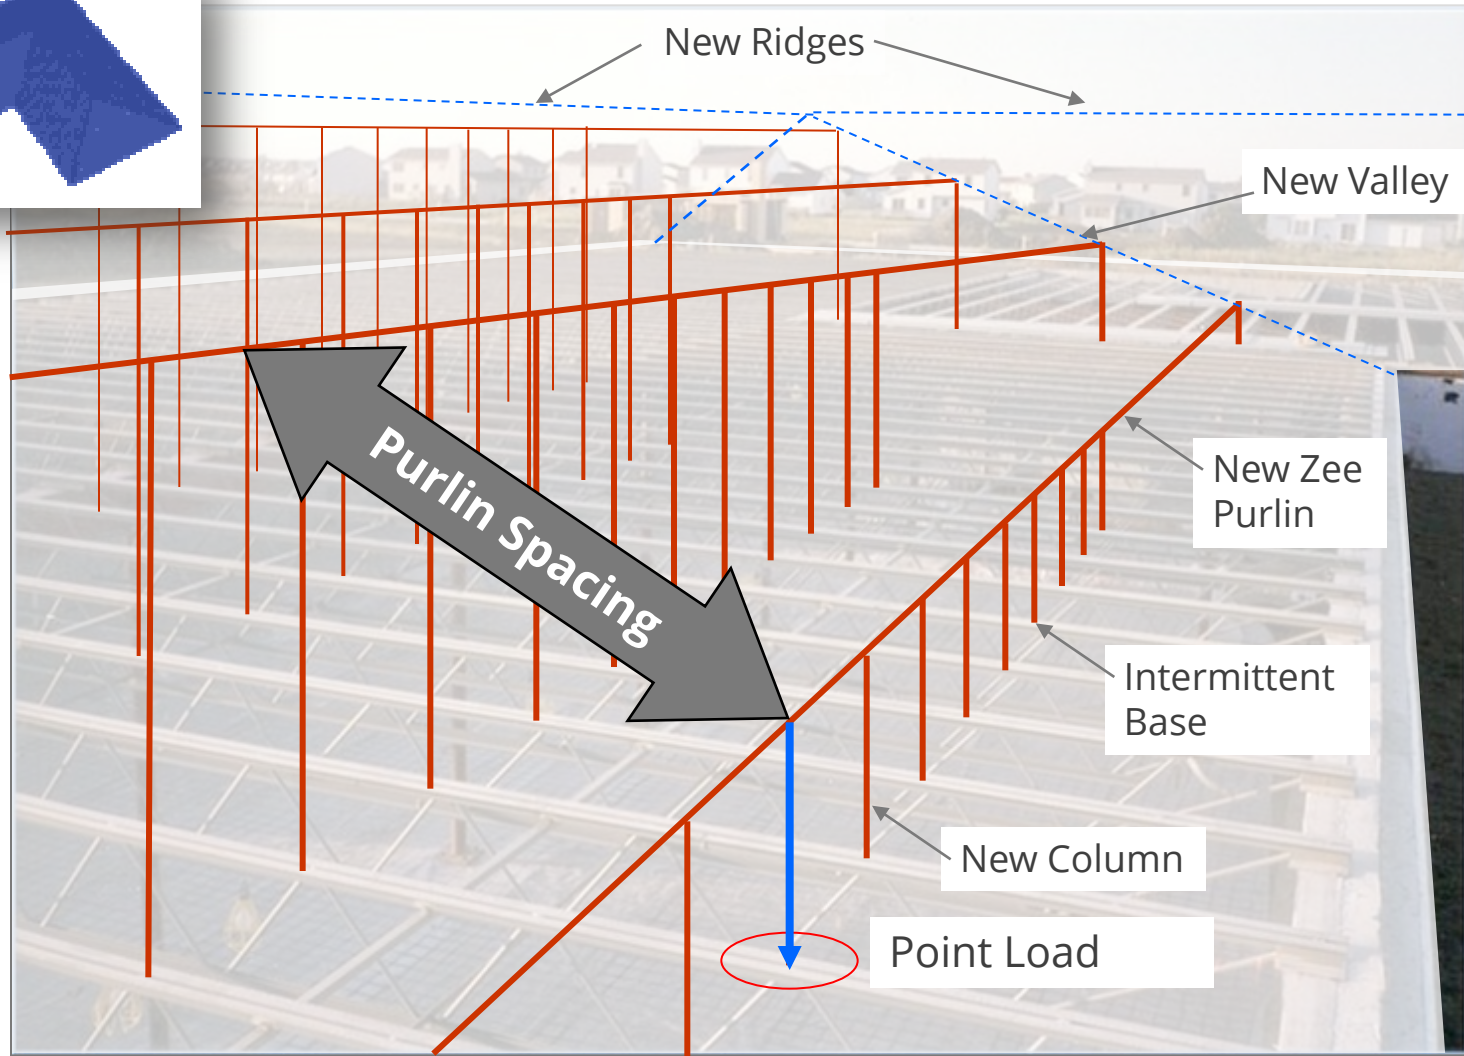 New Ridges
New Valley
New Zee
Purlin
Purlin Spacing
Intermittent
Base
New Column
Point Load